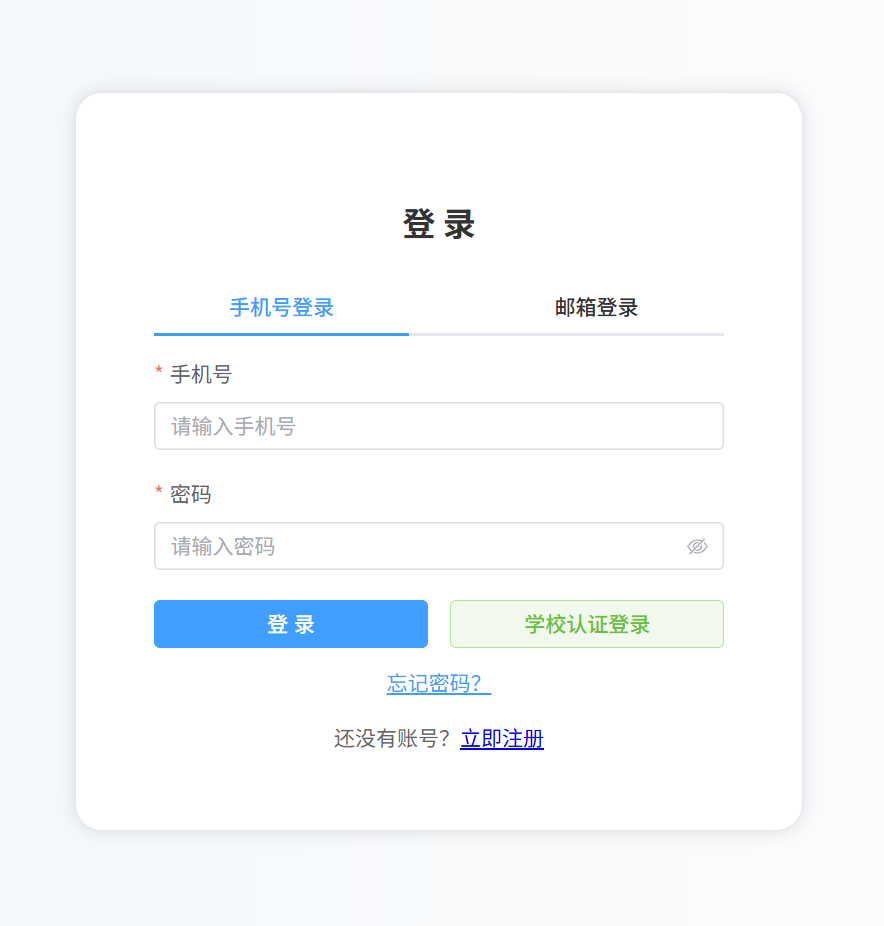 登 录
手机号登录 邮箱登录
* 手机号
请输入手机号
* 密码
请输入密码
登 录 学校认证登录
忘记密码？
还没有账号？立即注册